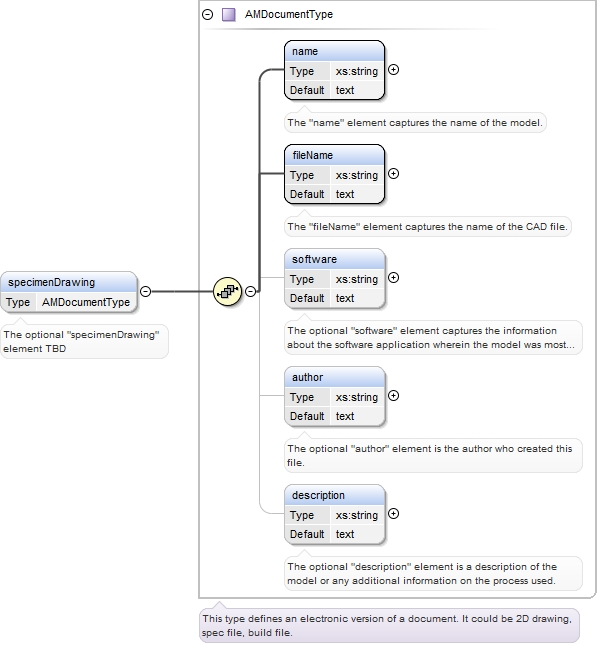 AMDocumentType
name
Type xs:string
Default text
The "name" element captures the name of the model.
fileName
Type xs:string
Default text
The "fileName" element captures the name of the CAD file.
software
Type xs:string
Default text
The optional "software" element captures the information
about the software application wherein the model was most...
specimenDrawing
Type AMDocumentType
The optional "specimenDrawing"
element TBD
author
Type xs:string
Default text
The optional "author" element is the author who created this
file.
description
Type xs:string
Default text
The optional "description" element is a description of the
model or any additional information on the process used.
This type defines an electronic version of a document. It could be 2D drawing,
spec file, build file.